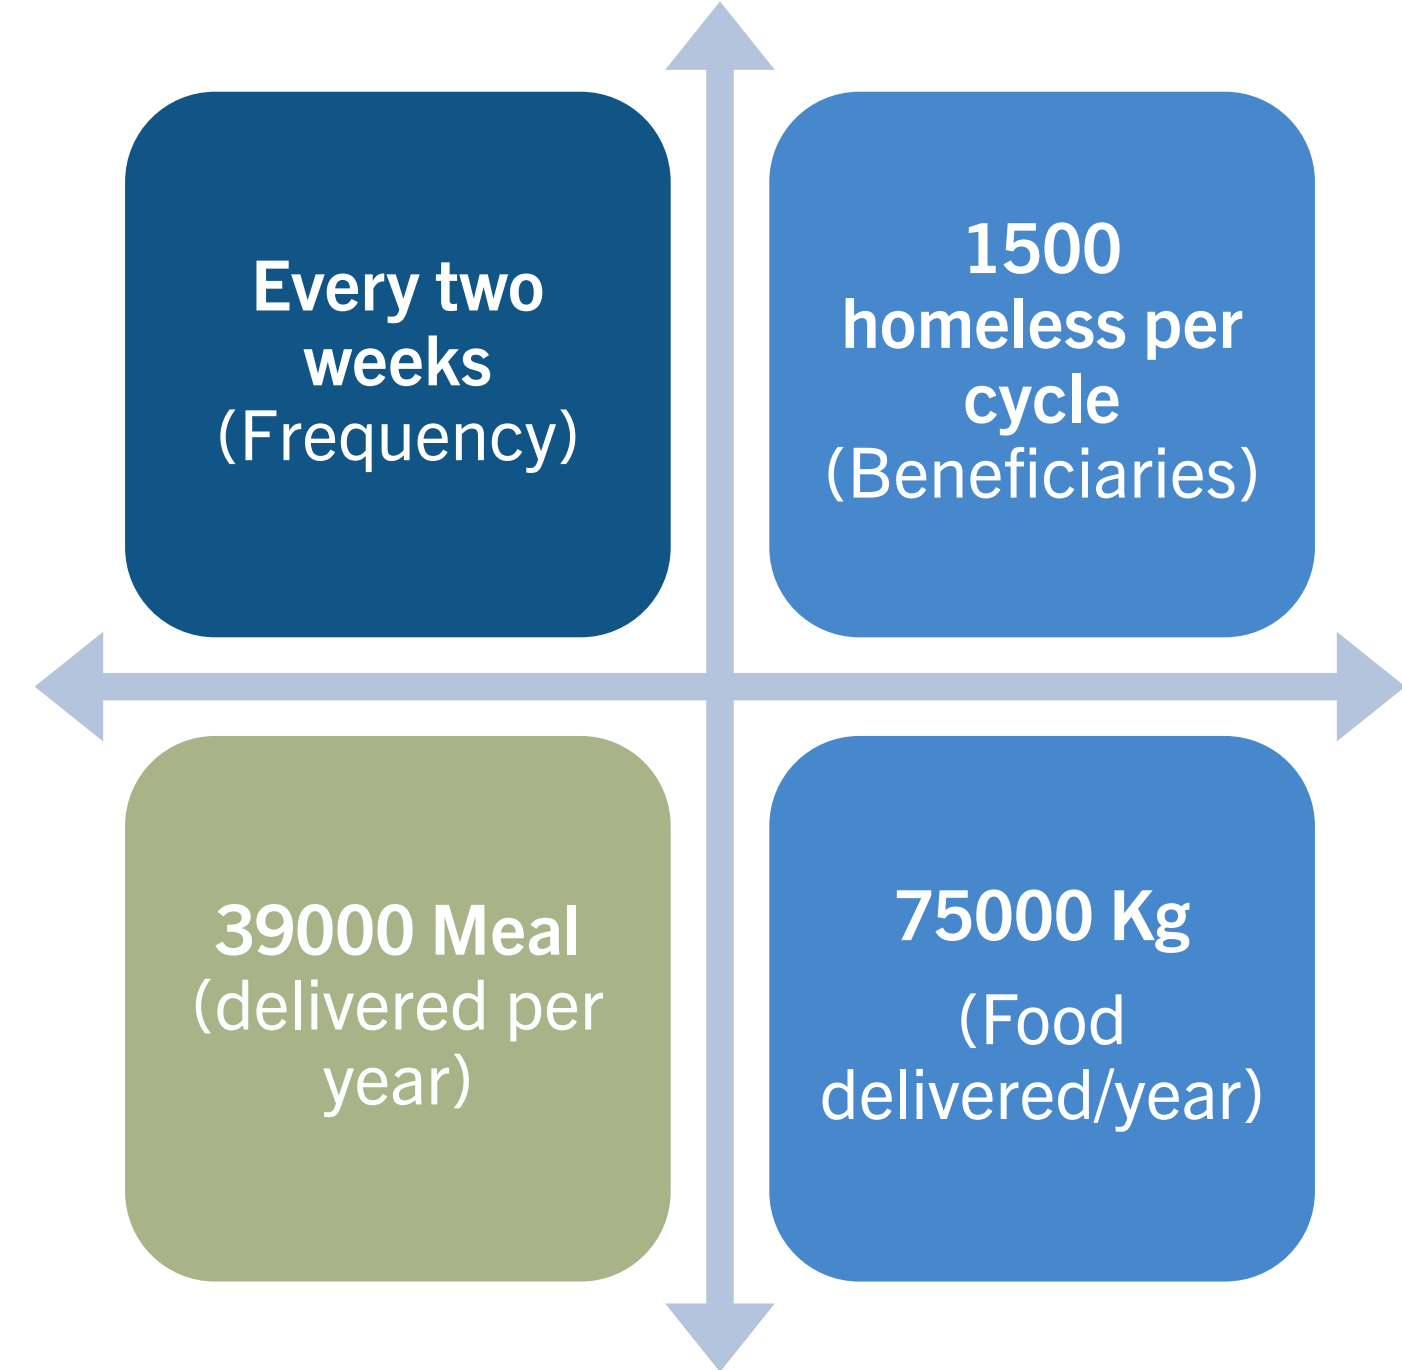 Every two
weeks
(Frequency)
1500
homeless per
cycle
(Beneficiaries)
39000 Meal
(delivered per
year)
75000 Kg
(Food
delivered/year)